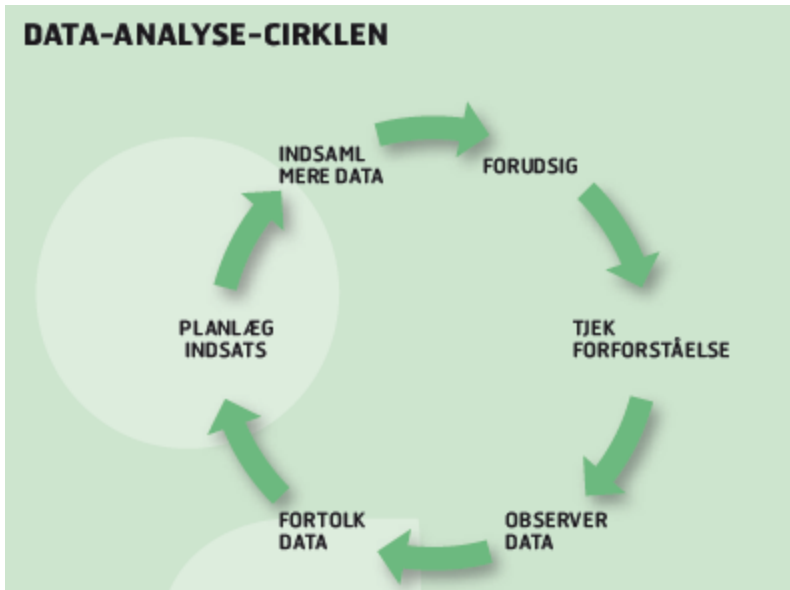 DATA-ANALYSE-CIRKLEN
INDSAML
MERE DATA
FORUDSIG
TJEK
FORFORSTÅELSE
OBSERVER
DATA
FORTOLK
DATA
PLANLÆG
INDSATS